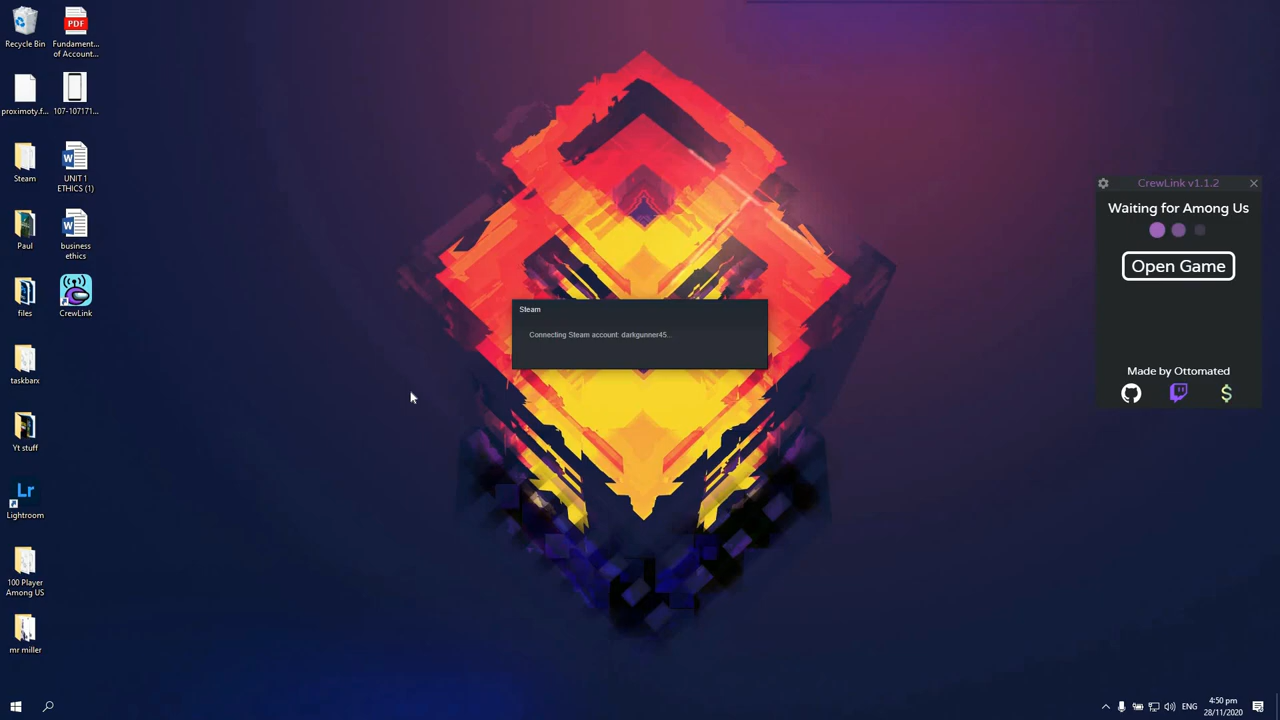 Recycle Bin
Fundament...
of Account...
proximoty.f...
107-107171...
Steam
UNIT 1
ETHICS (1)
Paul
business
ethics
files
CrewLink
taskbarx
Yt stuff
Lr
Lightroom
100 Player
Among US
mr miller
PDF
Steam
Connecting Steam account: darkgunner45...
CrewLink v1.1.2
Waiting for Among Us
Open Game
Made by Ottomated
$
ENG
4:50 pm
28/11/2020